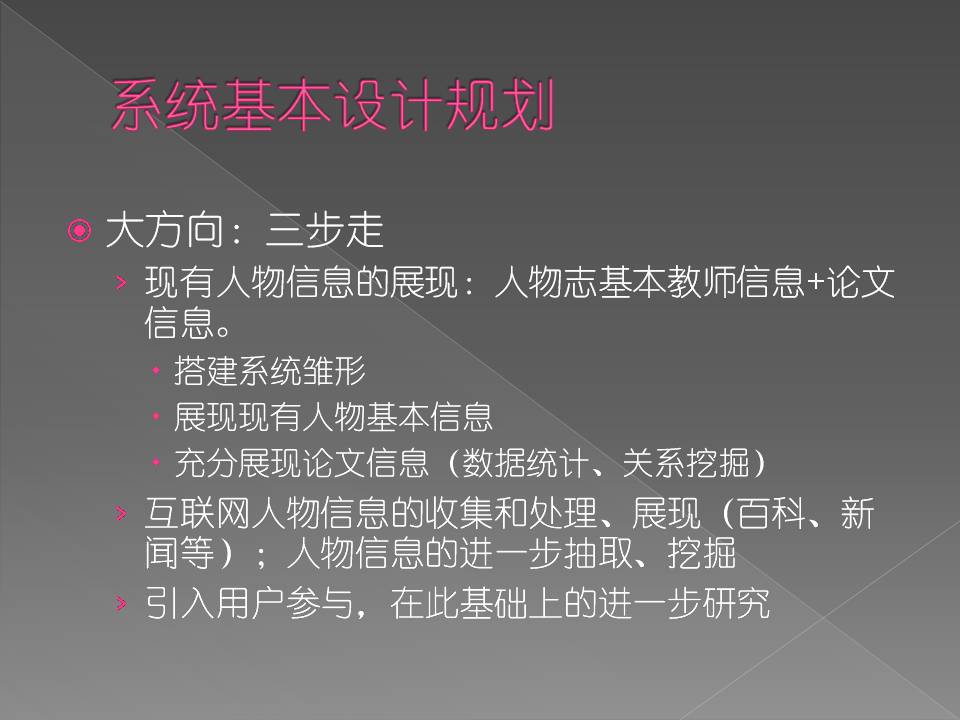 系统基本设计规划
大方向：三步走
现有人物信息的展现：人物志基本教师信息+论文
信息。
搭建系统雏形
展现现有人物基本信息
充分展现论文信息（数据统计、关系挖掘）
互联网人物信息的收集和处理、展现（百科、新
闻等）；人物信息的进一步抽取、挖掘
引入用户参与，在此基础上的进一步研究